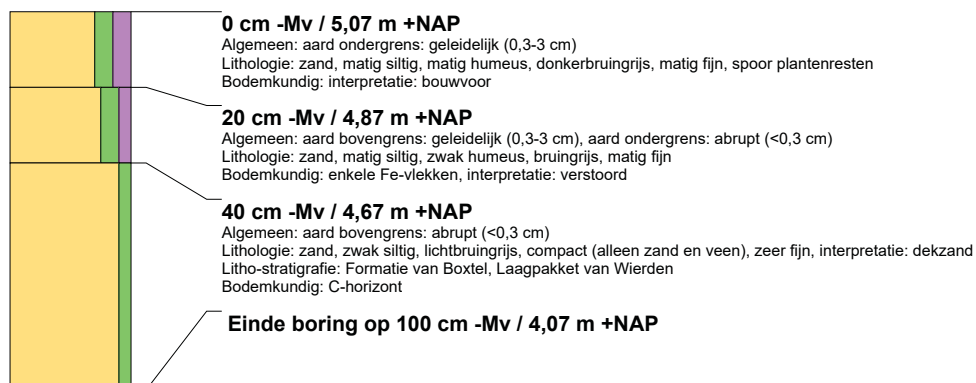 0 cm -Mv / 5,07 m +NAP
Algemeen: aard ondergrens: geleidelijk (0,3-3 cm)
Lithologie: zand, matig siltig, matig humeus, donkerbruingrijs, matig fijn, spoor plantenresten
Bodemkundig: interpretatie: bouwvoor
20 cm -Mv / 4,87 m +NAP
Algemeen: aard bovengrens: geleidelijk (0,3-3 cm), aard ondergrens: abrupt (<0,3 cm)
Lithologie: zand, matig siltig, zwak humeus, bruingrijs, matig fijn
Bodemkundig: enkele Fe-vlekken, interpretatie: verstoord
40 cm -Mv / 4,67 m +NAP
Algemeen: aard bovengrens: abrupt (<0,3 cm)
Lithologie: zand, zwak siltig, lichtbruingrijs, compact (alleen zand en veen), zeer fijn, interpretatie: dekzand
Litho-stratigrafie: Formatie van Boxtel, Laagpakket van Wierden
Bodemkundig: C-horizont
Einde boring op 100 cm -Mv / 4,07 m +NAP